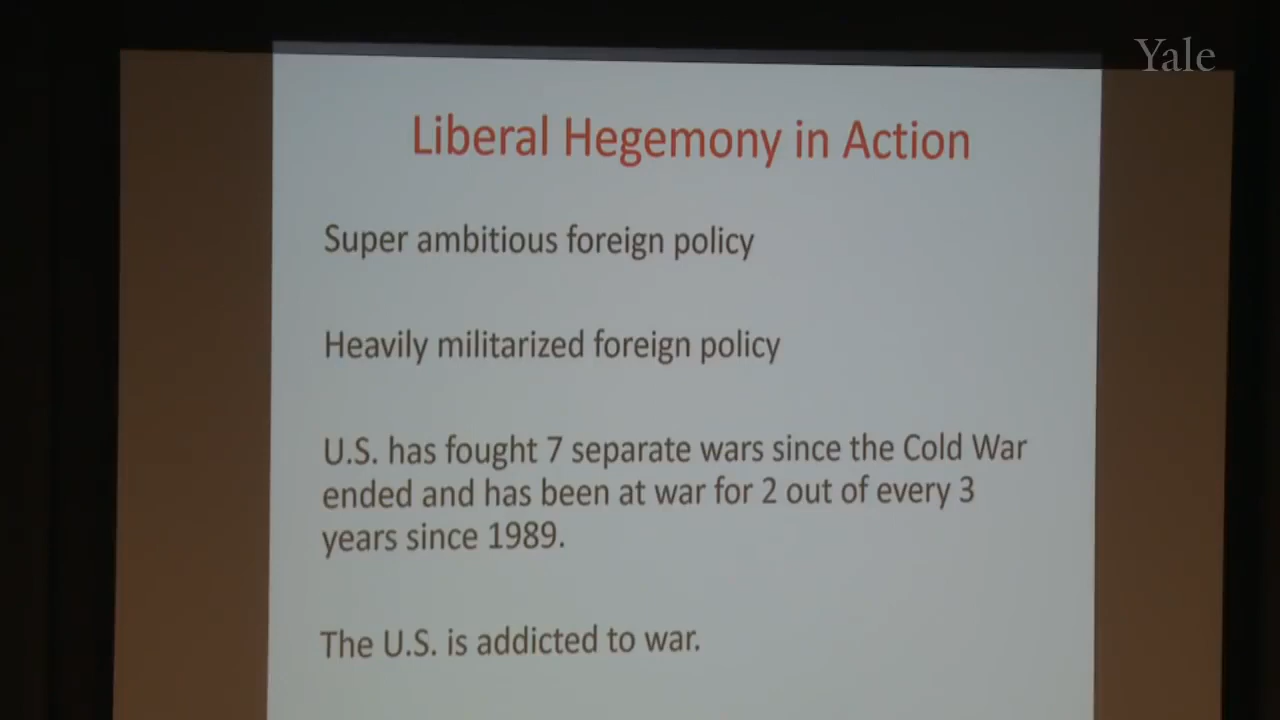 Yale
Liberal Hegemony in Action
Super ambitious foreign policy
Heavily militarized foreign policy
U.S. has fought 7 separate wars since the Cold War
ended and has been at war for 2 out of every 3
years since 1989.
The U.S. is addicted to war.